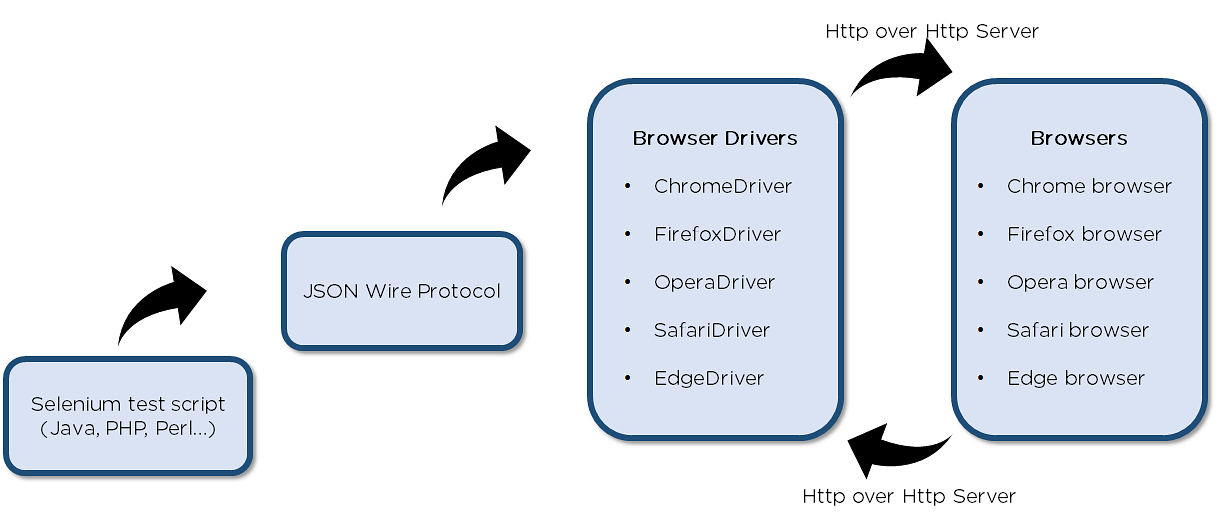 Http over Http Server
Browser Drivers
• ChromeDriver
• FirefoxDriver
• OperaDriver
• SafariDriver
• EdgeDriver
Browsers
• Chrome browser
• Firefox browser
• Opera browser
• Safari browser
• Edge browser
JSON Wire Protocol
Selenium test script
(Java, PHP, Perl...)
Http over Http Server